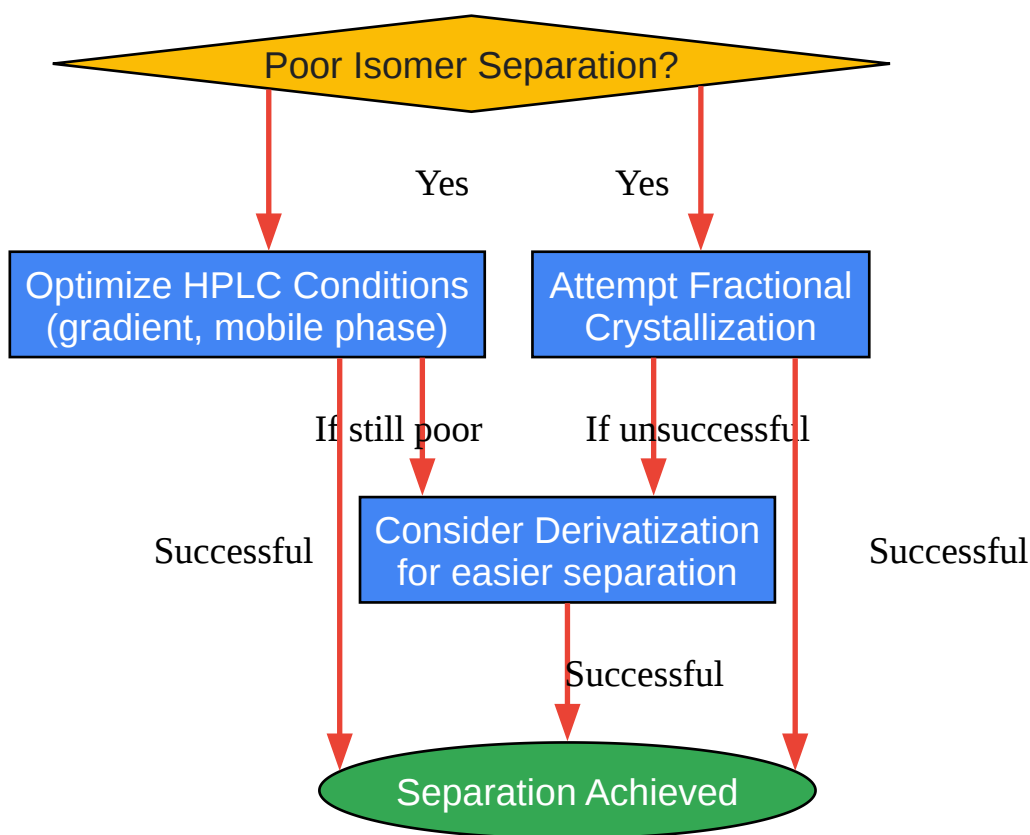 Poor Isomer Separation?
Yes
Yes
Optimize HPLC Conditions
(gradient, mobile phase)
Attempt Fractional
Crystallization
If still poor
If unsuccessful
Successful
Consider Derivatization
for easier separation
Successful
Successful
Separation Achieved